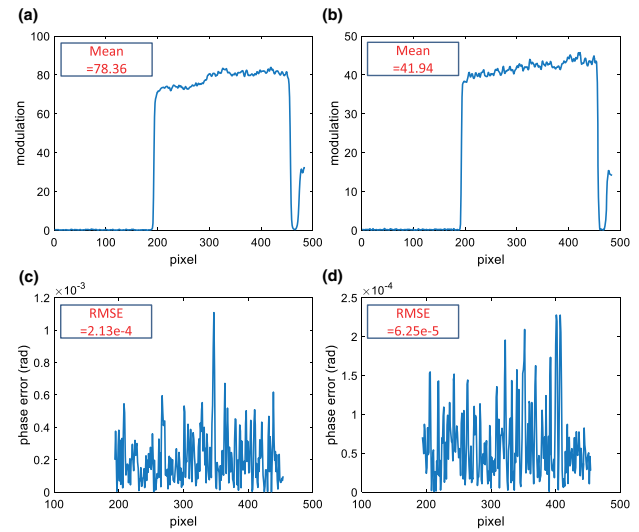 (a)
(b)
100
80
60
40
20
0
modulation
Mean
=78.36
0
100
200
300
400
500
pixel
50
40
30
20
10
0
modulation
Mean
=41.94
0
100
200
300
400
500
pixel
(c)
(d)
×10⁻³
1.2
1
0.8
0.6
0.4
0.2
0
phase error (rad)
RMSE
=2.13e-4
100
200
300
400
500
pixel
×10⁻⁴
2.5
2
1.5
1
0.5
0
phase error (rad)
RMSE
=6.25e-5
100
200
300
400
500
pixel